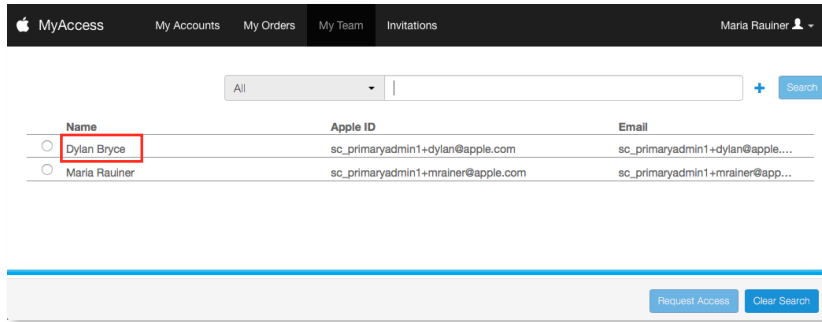 MyAccess My Accounts My Orders My Team Invitations Maria Rauiner
All Search
Name Apple ID Email
Dylan Bryce sc_primaryadmin1+dylan@apple.com sc_primaryadmin1+dylan@apple....
Maria Rauiner sc_primaryadmin1+mrainer@apple.com sc_primaryadmin1+mrainer@app...
Request Access Clear Search